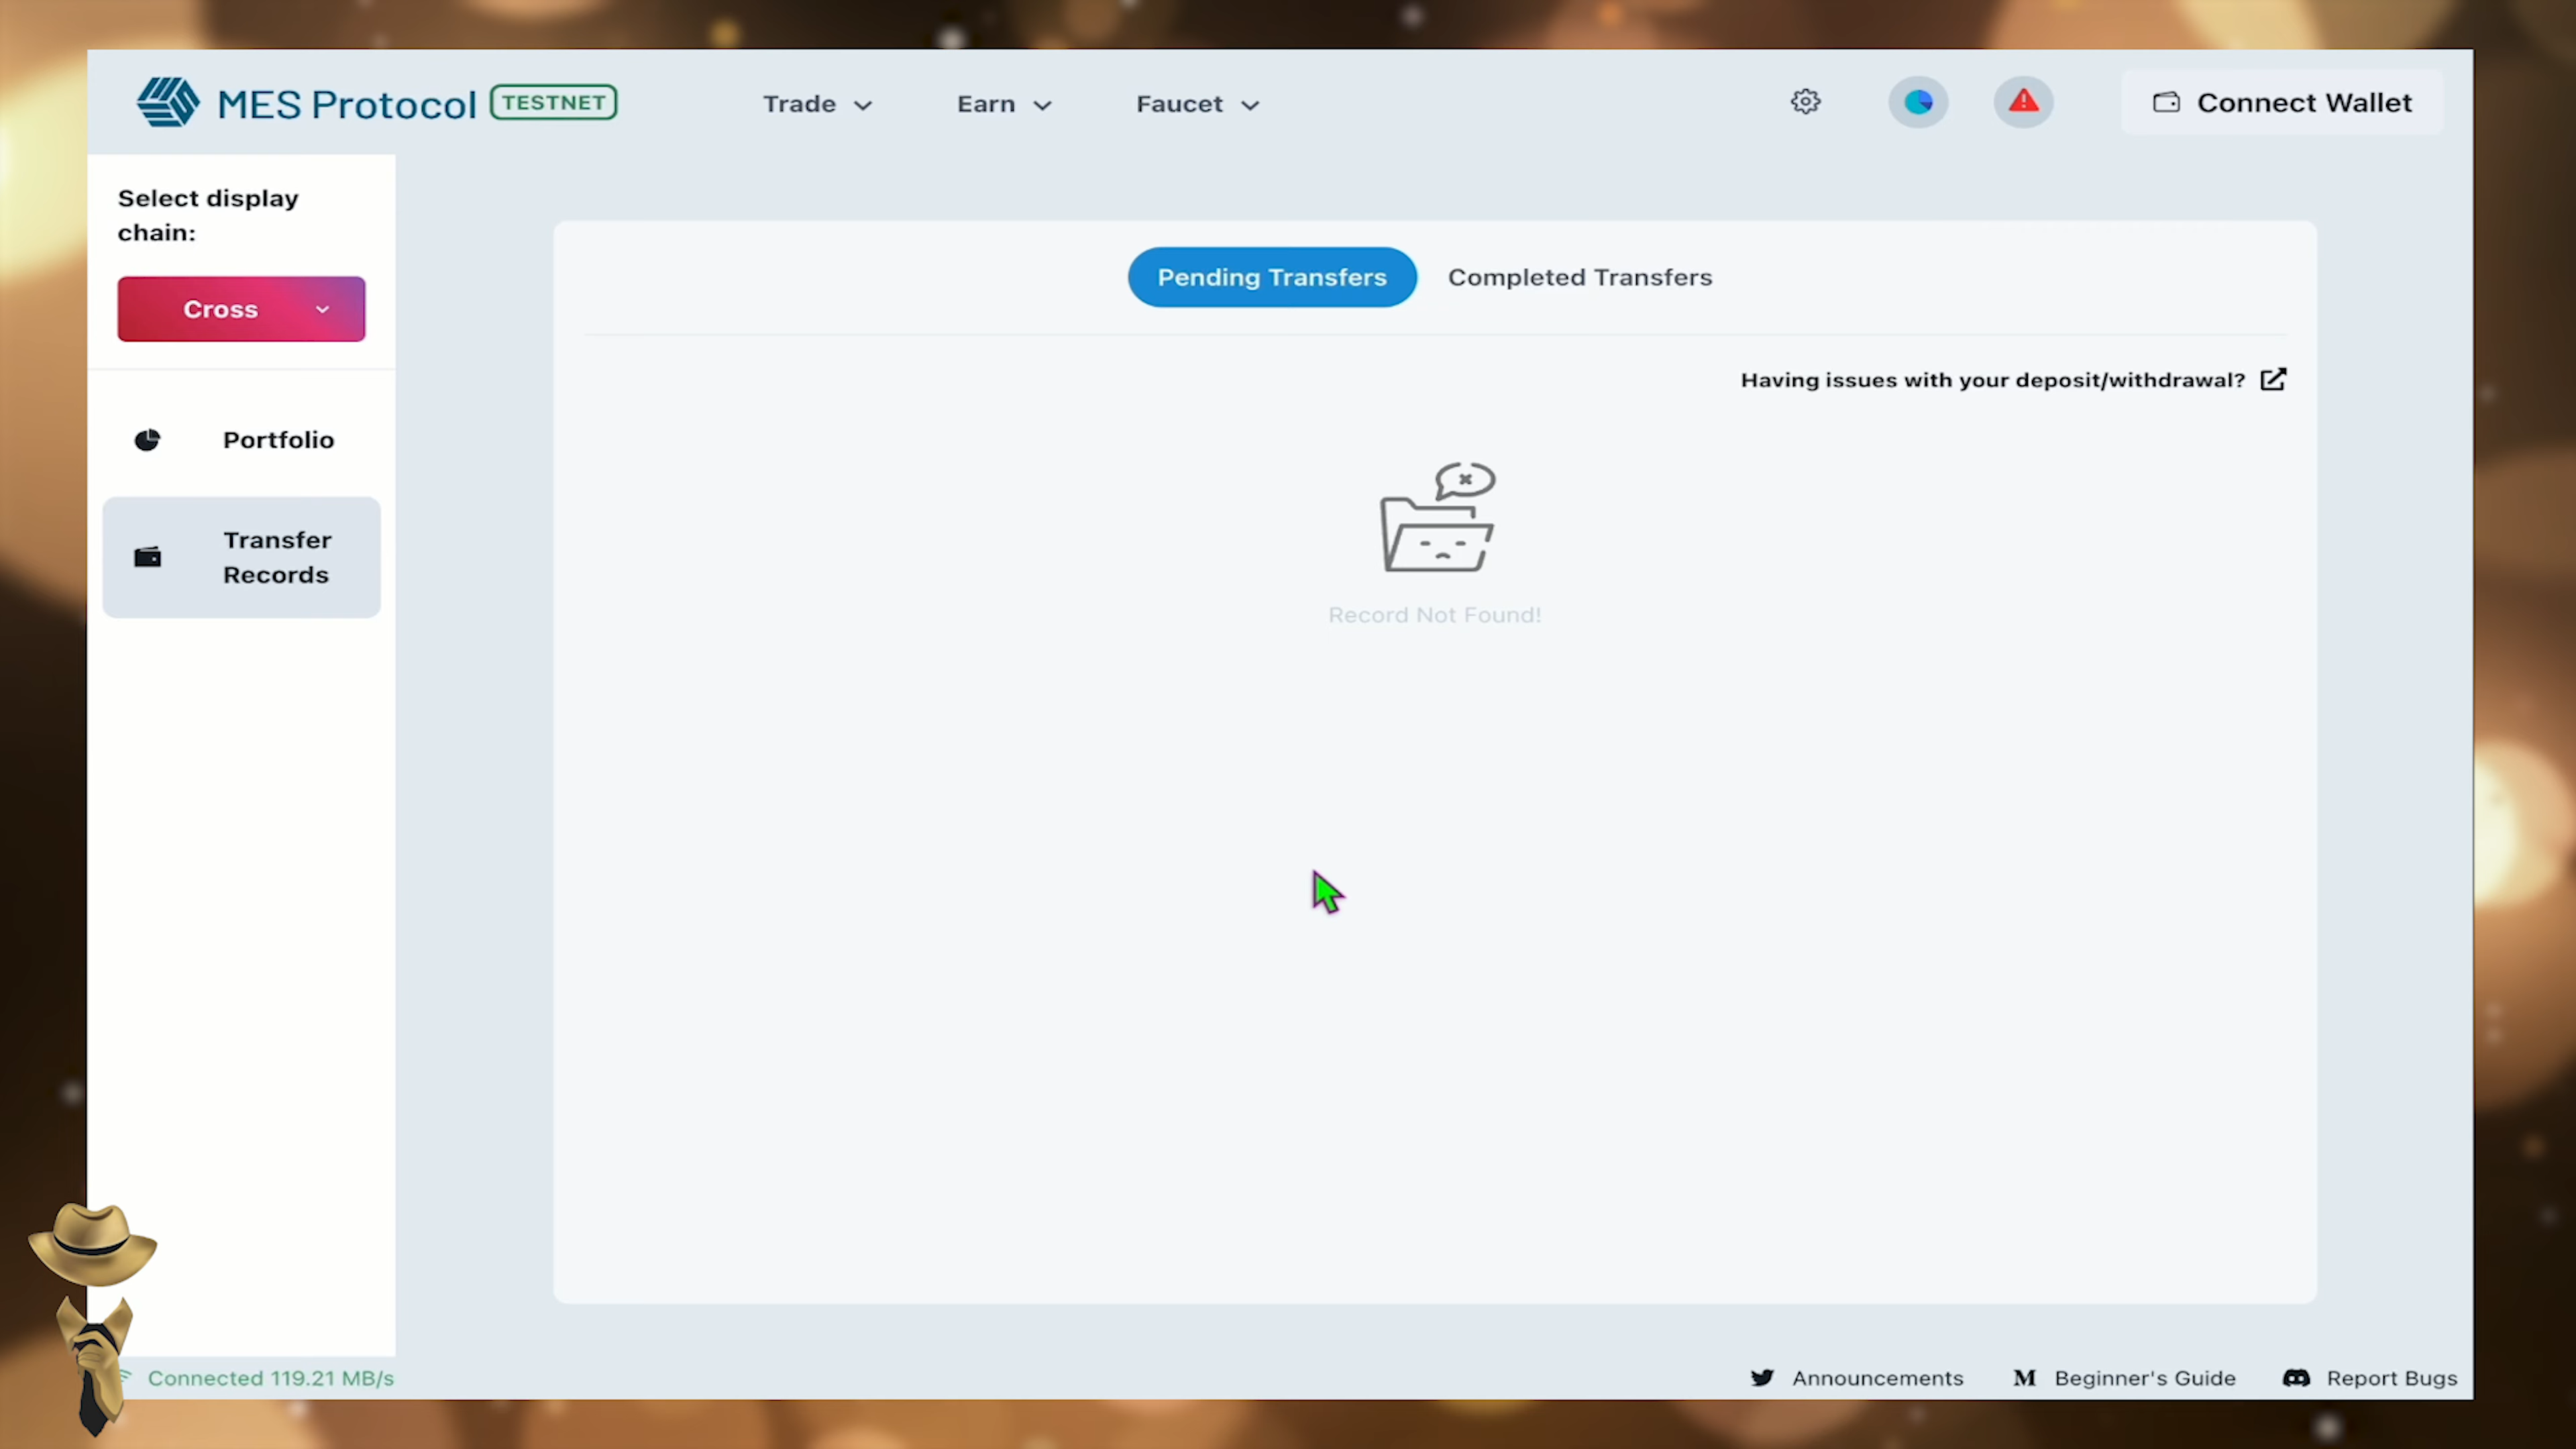 MES Protocol TESTNET
Trade
Earn
Faucet
Connect Wallet
Select display
chain:
Cross
Portfolio
Transfer
Records
Pending Transfers
Completed Transfers
Having issues with your deposit/withdrawal?
Record Not Found!
Connected 119.21 MB/s
Announcements
Beginner's Guide
Report Bugs